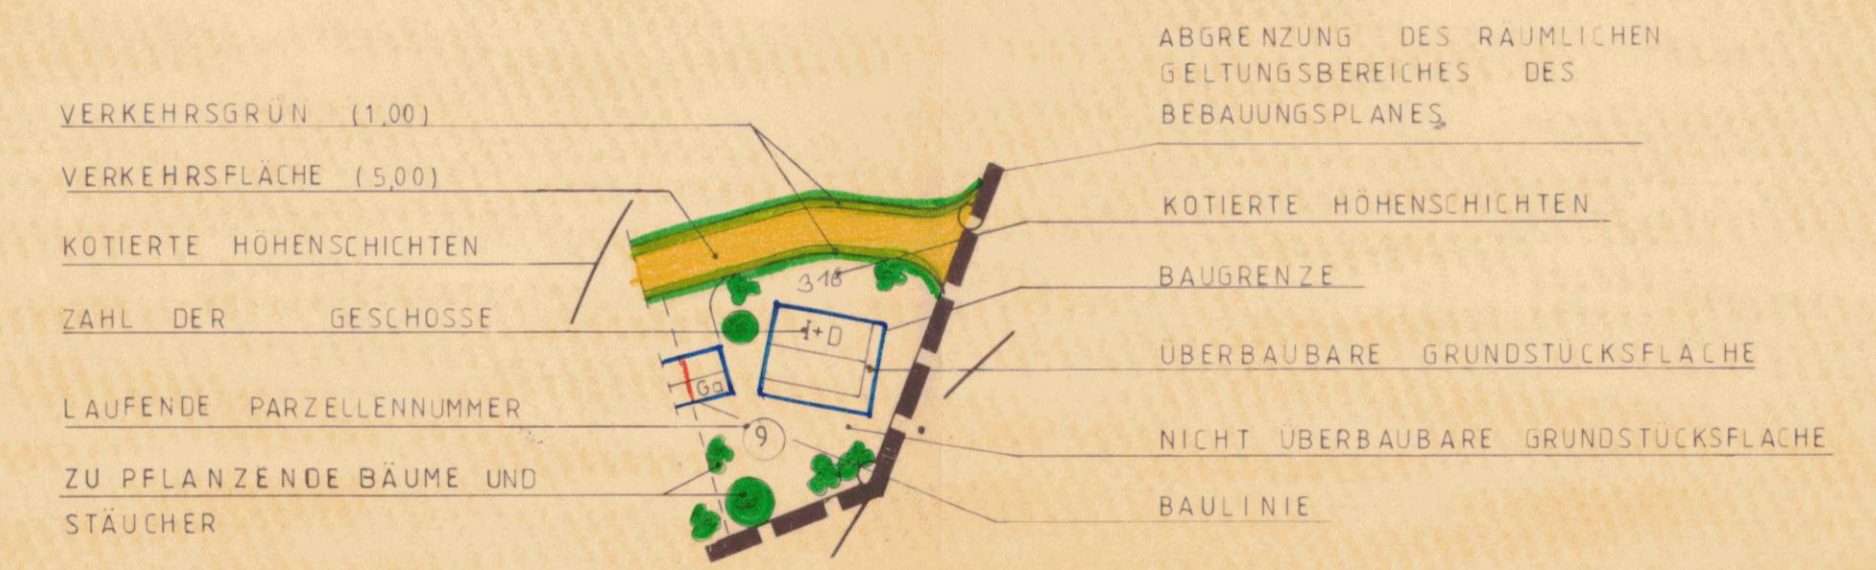 VERKEHRSGRÜN (1,00)
VERKEHRSFLÄCHE (5,00)
KOTIERTE HÖHENSCHICHTEN
ZAHL DER GESCHOSSE
LAUFENDE PARZELLENNUMMER
ZU PFLANZENDE BÄUME UND
STÄUCHER
318
I+D
Ga
9
ABGRENZUNG DES RÄUMLICHEN
GELTUNGSBEREICHES DES
BEBAUUNGSPLANES
KOTIERTE HÖHENSCHICHTEN
BAUGRENZE
ÜBERBAUBARE GRUNDSTÜCKSFLÄCHE
NICHT ÜBERBAUBARE GRUNDSTÜCKSFLÄCHE
BAULINIE